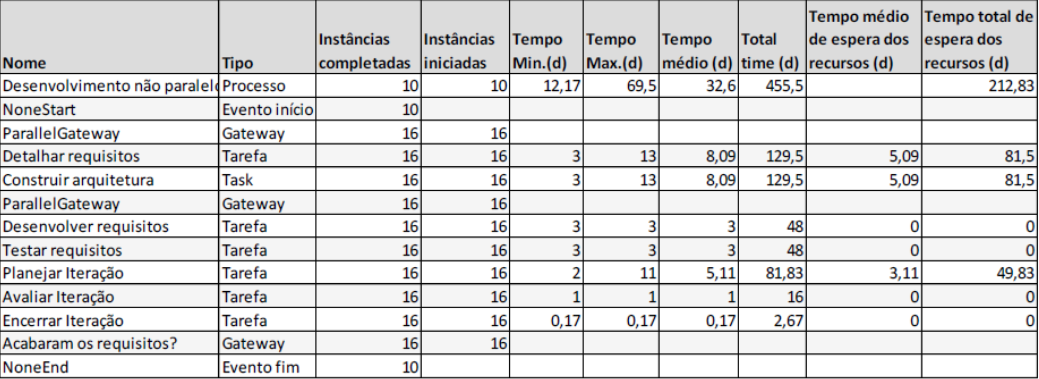 Nome Tipo Instâncias completadas Instâncias iniciadas Tempo Min.(d) Tempo Max.(d) Tempo médio (d) Total time (d) Tempo médio de espera dos recursos (d) Tempo total de espera dos recursos (d)
Desenvolvimento não paralelo Processo 10 10 12,17 69,5 32,6 455,5 212,83
NoneStart Evento início 10
ParallelGateway Gateway 16 16
Detalhar requisitos Tarefa 16 16 3 13 8,09 129,5 5,09 81,5
Construir arquitetura Task 16 16 3 13 8,09 129,5 5,09 81,5
ParallelGateway Gateway 16 16
Desenvolver requisitos Tarefa 16 16 3 3 3 48 0 0
Testar requisitos Tarefa 16 16 3 3 3 48 0 0
Planejar Iteração Tarefa 16 16 2 11 5,11 81,83 3,11 49,83
Avaliar Iteração Tarefa 16 16 1 1 1 16 0 0
Encerrar Iteração Tarefa 16 16 0,17 0,17 0,17 2,67 0 0
Acabaram os requisitos? Gateway 16 16
NoneEnd Evento fim 10